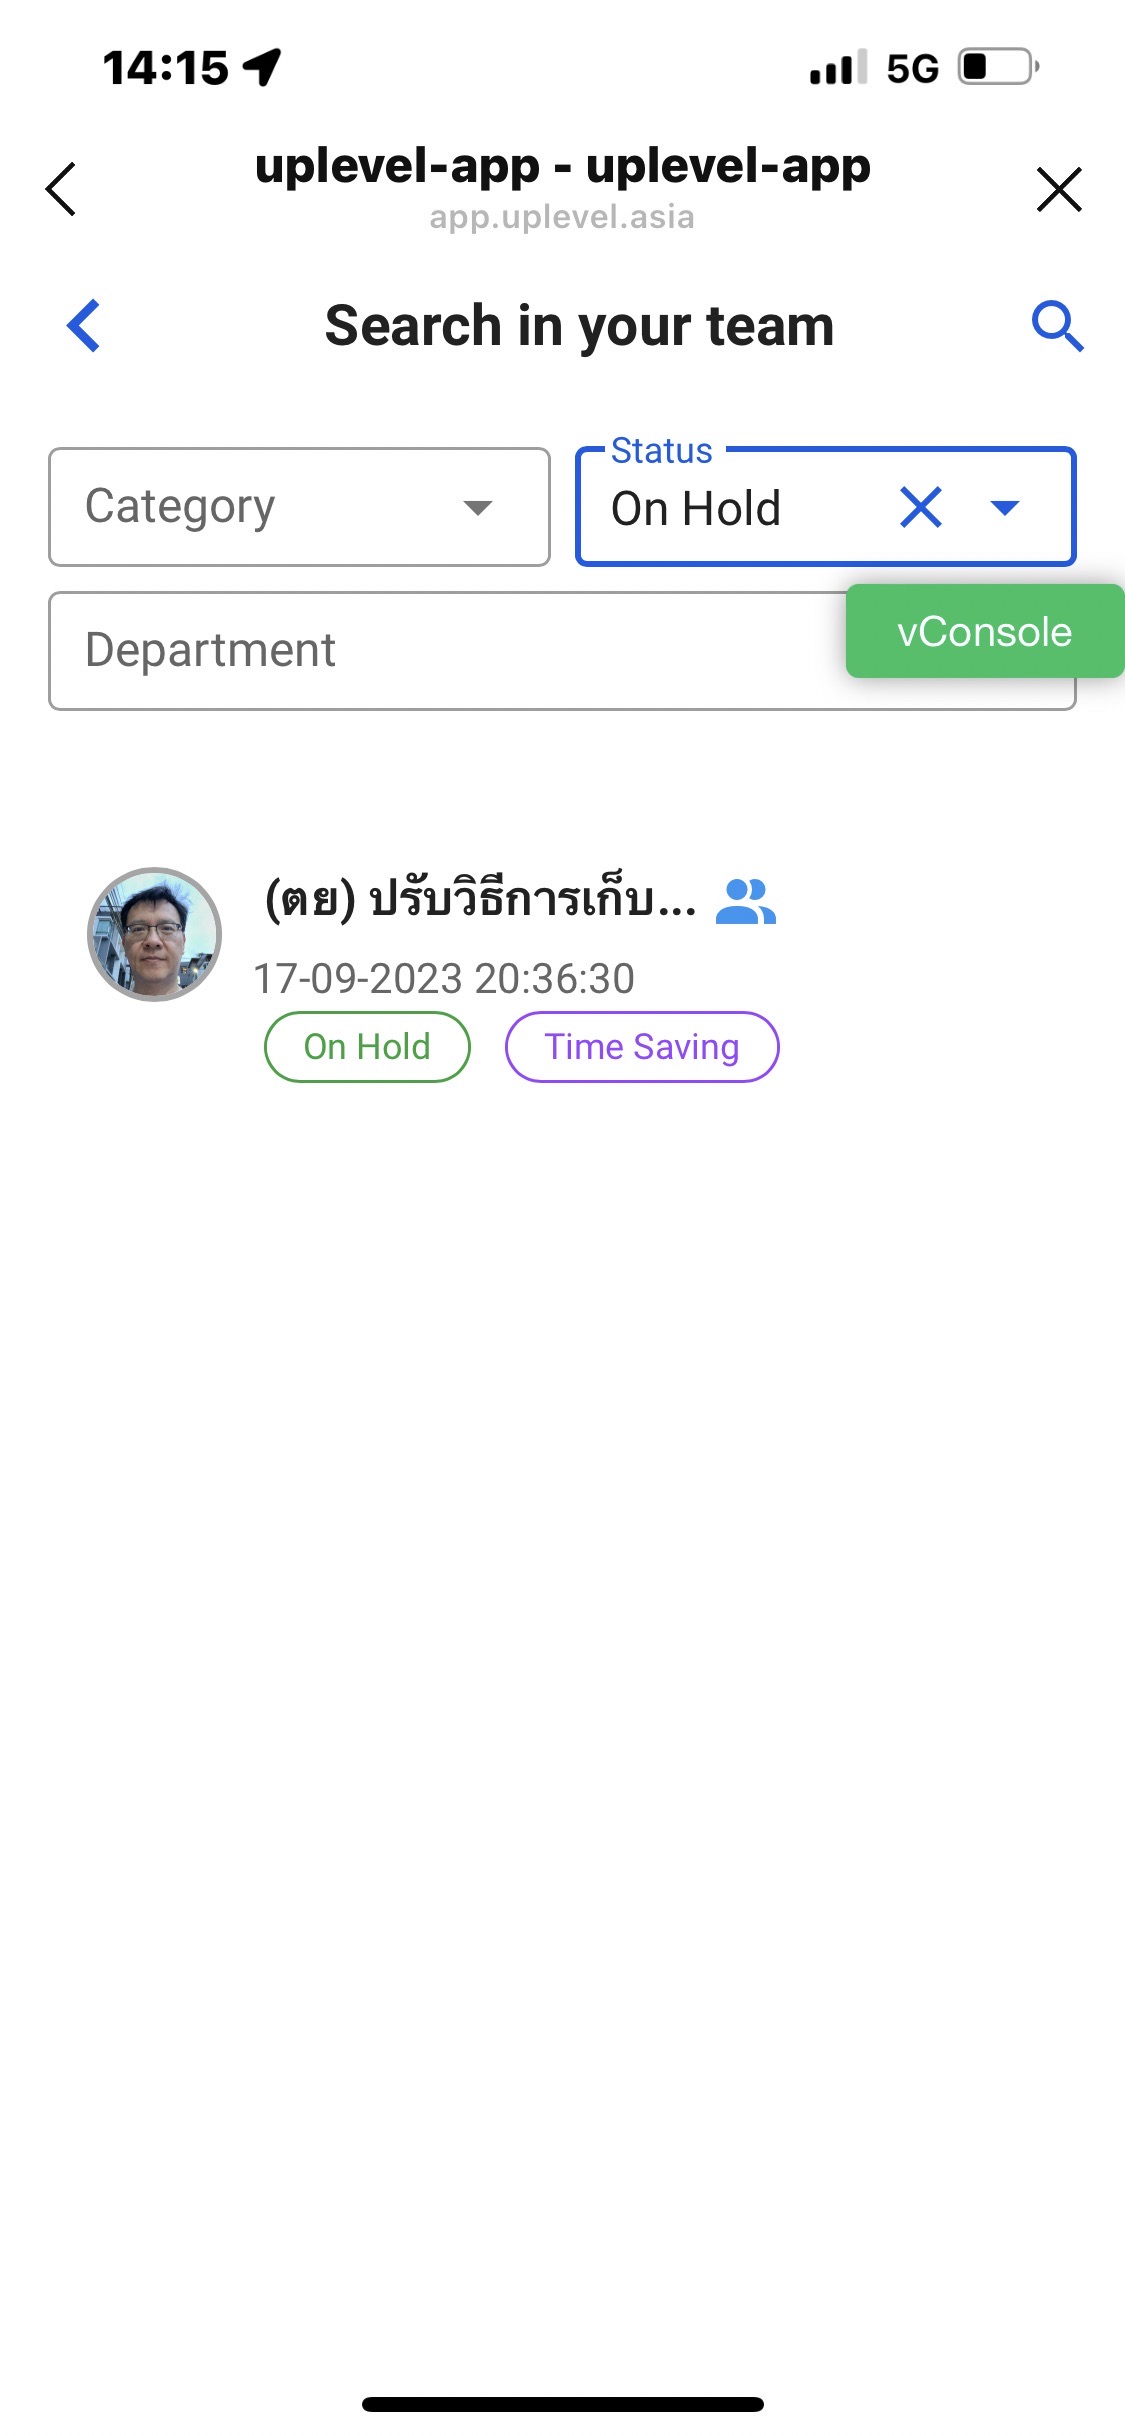 14:15 5G
uplevel-app - uplevel-app
app.uplevel.asia
Search in your team
Status
Category On Hold
Department vConsole
(ตย) ปรับวิธีการเก็บ...
17-09-2023 20:36:30
On Hold Time Saving